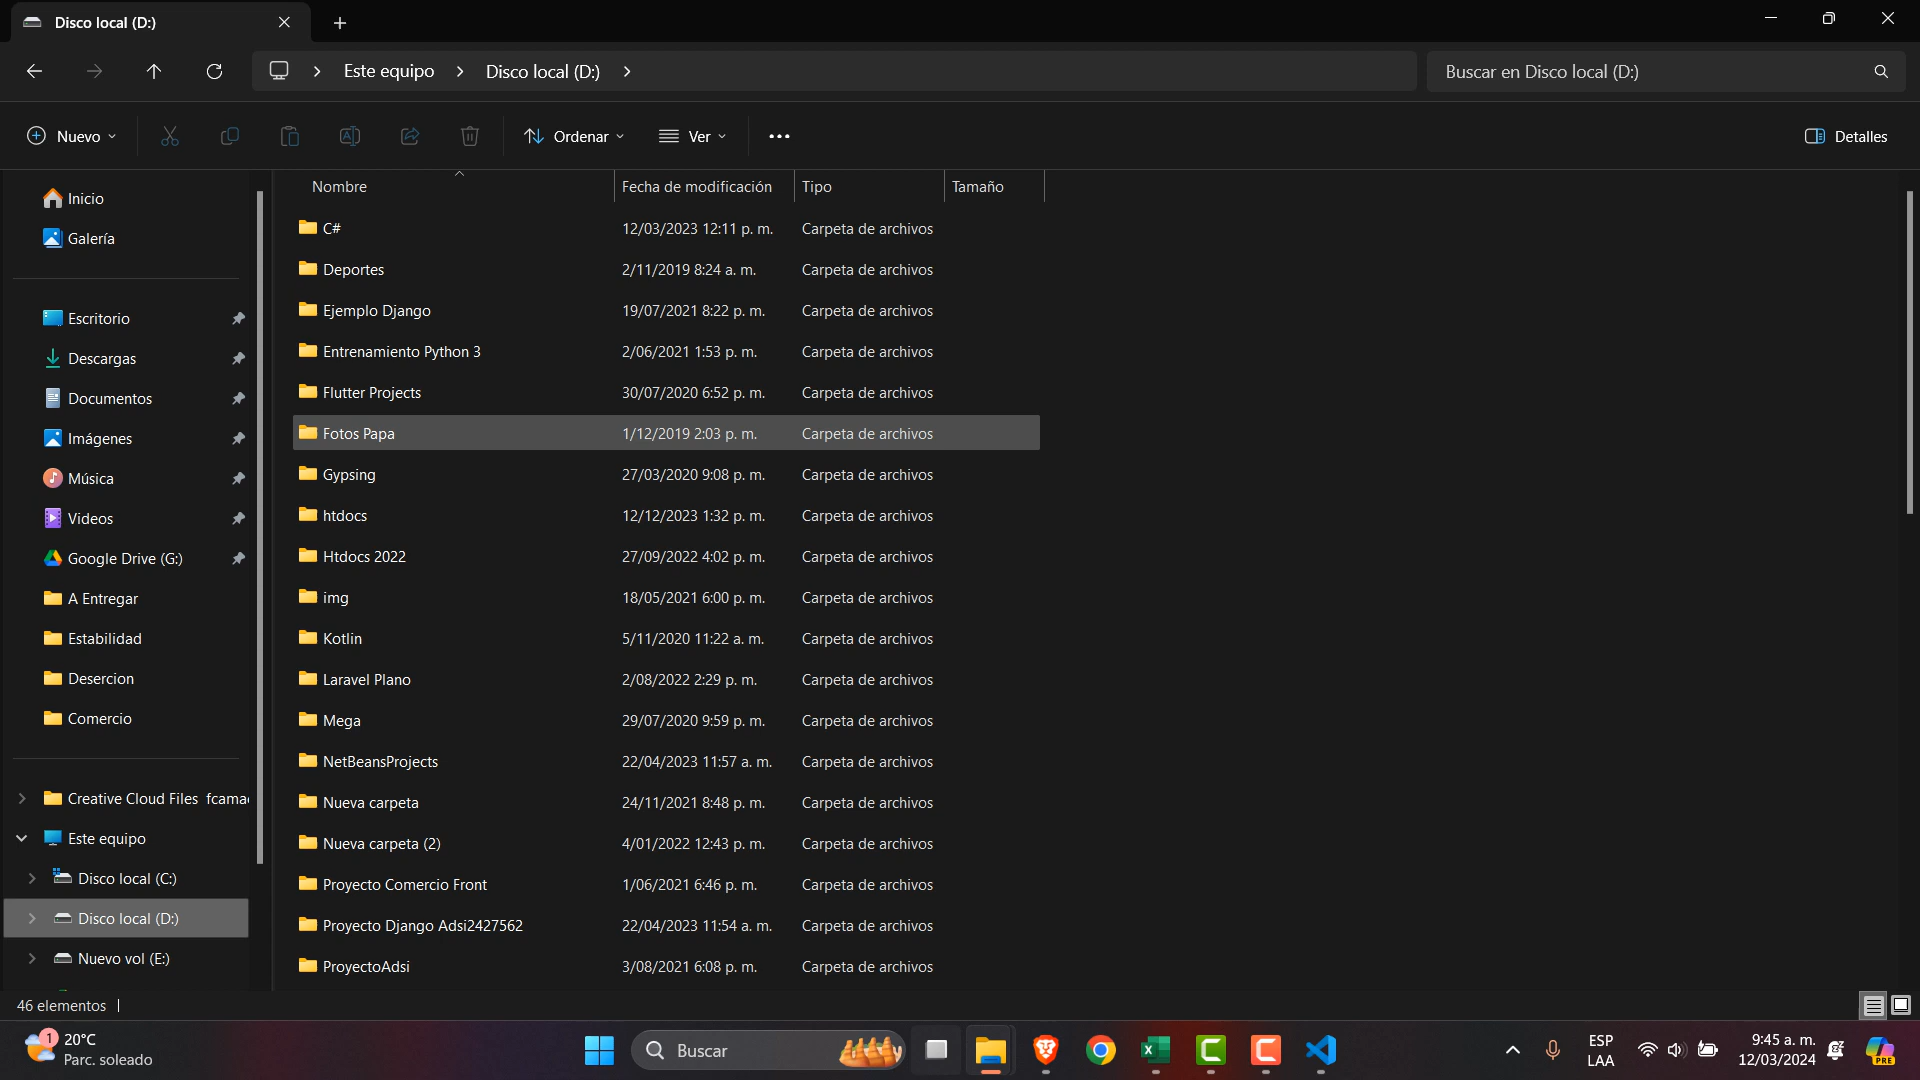 Disco local (D:)
Este equipo
Disco local (D:)
Buscar en Disco local (D:)
Nuevo
Ordenar
Ver
Detalles
Inicio
Galería
Escritorio
Descargas
Documentos
Imágenes
Música
Videos
Google Drive (G:)
A Entregar
Estabilidad
Desercion
Comercio
Creative Cloud Files fcama
Este equipo
Disco local (C:)
Disco local (D:)
Nuevo vol (E:)
Nombre Fecha de modificación Tipo Tamaño
C# 12/03/2023 12:11 p. m. Carpeta de archivos
Deportes 2/11/2019 8:24 a. m. Carpeta de archivos
Ejemplo Django 19/07/2021 8:22 p. m. Carpeta de archivos
Entrenamiento Python 3 2/06/2021 1:53 p. m. Carpeta de archivos
Flutter Projects 30/07/2020 6:52 p. m. Carpeta de archivos
Fotos Papa 1/12/2019 2:03 p. m. Carpeta de archivos
Gypsing 27/03/2020 9:08 p. m. Carpeta de archivos
htdocs 12/12/2023 1:32 p. m. Carpeta de archivos
Htdocs 2022 27/09/2022 4:02 p. m. Carpeta de archivos
img 18/05/2021 6:00 p. m. Carpeta de archivos
Kotlin 5/11/2020 11:22 a. m. Carpeta de archivos
Laravel Plano 2/08/2022 2:29 p. m. Carpeta de archivos
Mega 29/07/2020 9:59 p. m. Carpeta de archivos
NetBeansProjects 22/04/2023 11:57 a. m. Carpeta de archivos
Nueva carpeta 24/11/2021 8:48 p. m. Carpeta de archivos
Nueva carpeta (2) 4/01/2022 12:43 p. m. Carpeta de archivos
Proyecto Comercio Front 1/06/2021 6:46 p. m. Carpeta de archivos
Proyecto Django Adsi2427562 22/04/2023 11:54 a. m. Carpeta de archivos
ProyectoAdsi 3/08/2021 6:08 p. m. Carpeta de archivos
46 elementos
1
20°C
Parc. soleado
Buscar
ESP
LAA
9:45 a. m.
12/03/2024
PRE